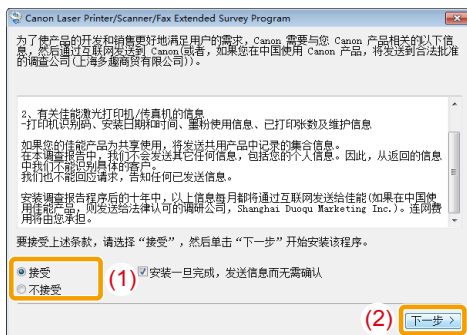 Canon Laser Printer/Scanner/Fax Extended Survey Program
为了使产品的开发和销售更好地满足用户的需求，Canon 需要与您 Canon 产品相关的以下信
息，然后通过互联网发送到 Canon(或者，如果您在中国使用 Canon 产品，将发送到合法批准
的调查公司(上海多趣商贸有限公司))。
2、有关佳能激光打印机/传真机的信息
-打印机识别码、安装日期和时间、墨粉使用信息、已打印张数及维护信息
如果您的佳能产品为共享使用，将发送共用产品中记录的集合信息。
在本调查报告中，我们不会发送其它任何信息，包括您的个人信息。因此，从返回的信息
中我们不能识别具体的客户。
我们也不能回应请求，告知任何已发送信息。
安装调查报告程序后的十年中，以上信息每月都将通过互联网发送给佳能(如果在中国使
用佳能产品，则发送给法律认可的调研公司，Shanghai Duoqu Marketing Inc.)。连网费
用将由您承担。
要接受上述条款，请选择“接受”，然后单击“下一步”开始安装该程序。
接受 (1) 安装一旦完成，发送信息而无需确认
不接受
(2) 下一步 >